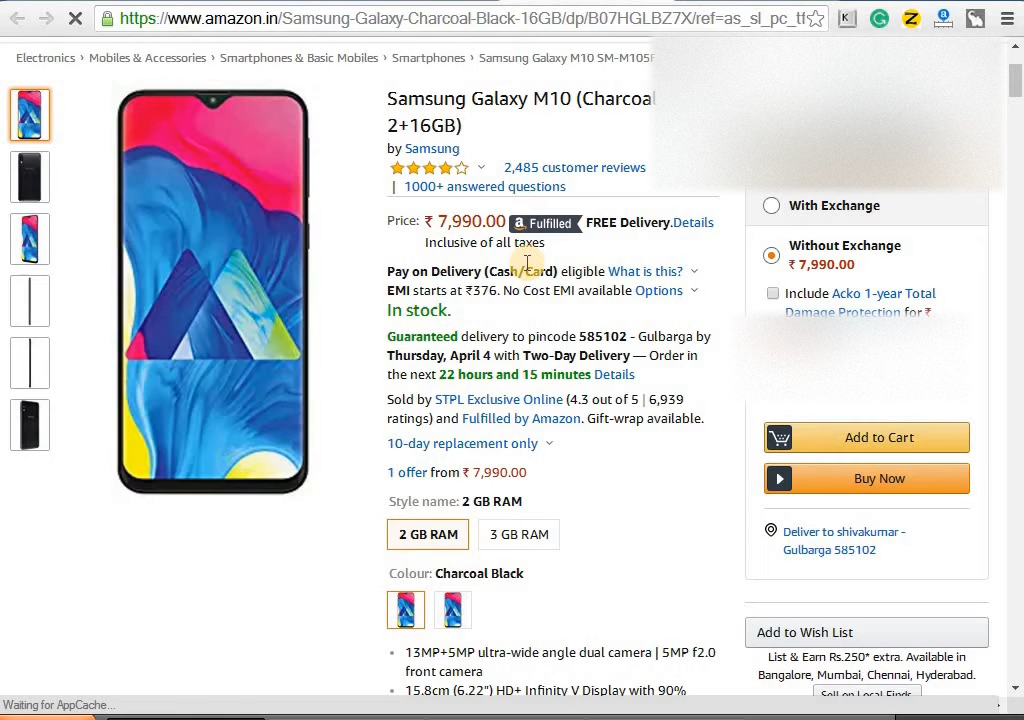 https://www.amazon.in/Samsung-Galaxy-Charcoal-Black-16GB/dp/B07HGLBZ7X/ref=as_sl_pc_tf
Electronics › Mobiles & Accessories › Smartphones & Basic Mobiles › Smartphones › Samsung Galaxy M10 SM-M105F
Samsung Galaxy M10 (Charcoal
2+16GB)
by Samsung
2,485 customer reviews
| 1000+ answered questions
Price: ₹ 7,990.00 a Fulfilled FREE Delivery.Details
Inclusive of all taxes
Pay on Delivery (Cash/Card) eligible What is this?
EMI starts at ₹376. No Cost EMI available Options
In stock.
Guaranteed delivery to pincode 585102 - Gulbarga by
Thursday, April 4 with Two-Day Delivery — Order in
the next 22 hours and 15 minutes Details
Sold by STPL Exclusive Online (4.3 out of 5 | 6,939
ratings) and Fulfilled by Amazon. Gift-wrap available.
10-day replacement only
1 offer from ₹ 7,990.00
Style name: 2 GB RAM
2 GB RAM 3 GB RAM
Colour: Charcoal Black
• 13MP+5MP ultra-wide angle dual camera | 5MP f2.0
front camera
• 15.8cm (6.22") HD+ Infinity V Display with 90%
With Exchange
Without Exchange
₹ 7,990.00
Include Acko 1-year Total
Damage Protection for ₹
Add to Cart
Buy Now
Deliver to shivakumar -
Gulbarga 585102
Add to Wish List
List & Earn Rs.250* extra. Available in
Bangalore, Mumbai, Chennai, Hyderabad.
Sell on Local Finds
Waiting for AppCache...